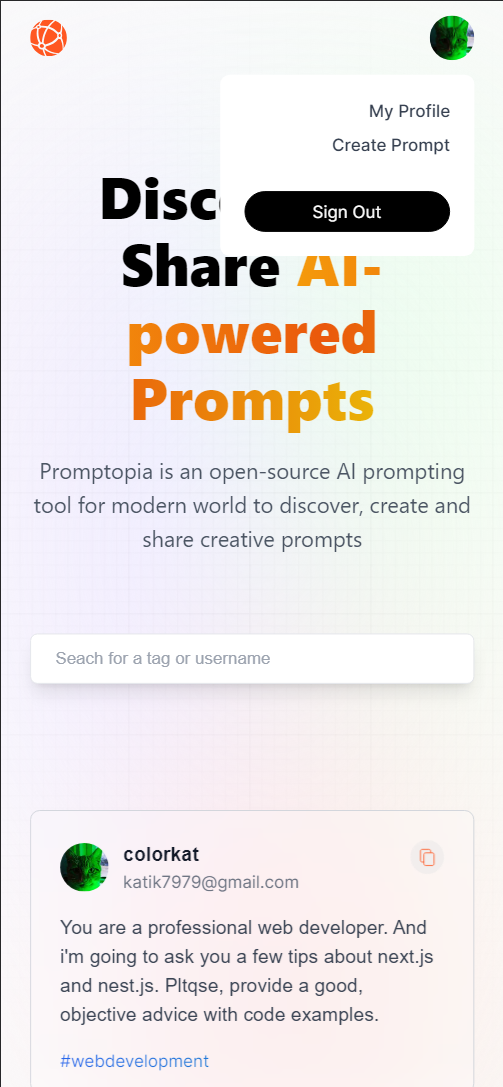 My Profile
Create Prompt
Sign Out
Share AI-
powered
Prompts
Promptopia is an open-source AI prompting
tool for modern world to discover, create and
share creative prompts
Seach for a tag or username
colorkat
katik7979@gmail.com
You are a professional web developer. And
i'm going to ask you a few tips about next.js
and nest.js. Pltqse, provide a good,
objective advice with code examples.
#webdevelopment